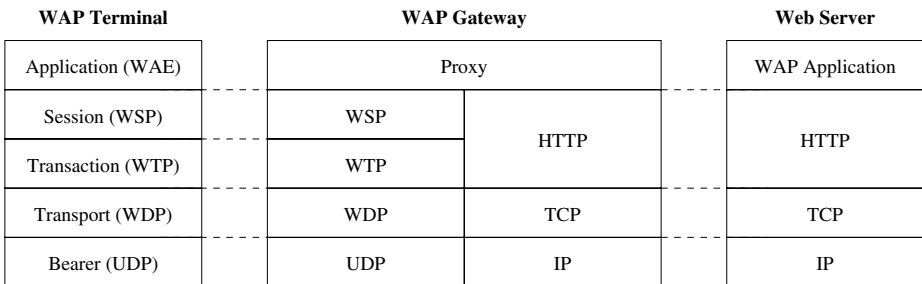 WAP Terminal WAP Gateway Web Server
Application (WAE) Proxy WAP Application
Session (WSP) WSP
HTTP HTTP
Transaction (WTP) WTP
Transport (WDP) WDP TCP TCP
Bearer (UDP) UDP IP IP